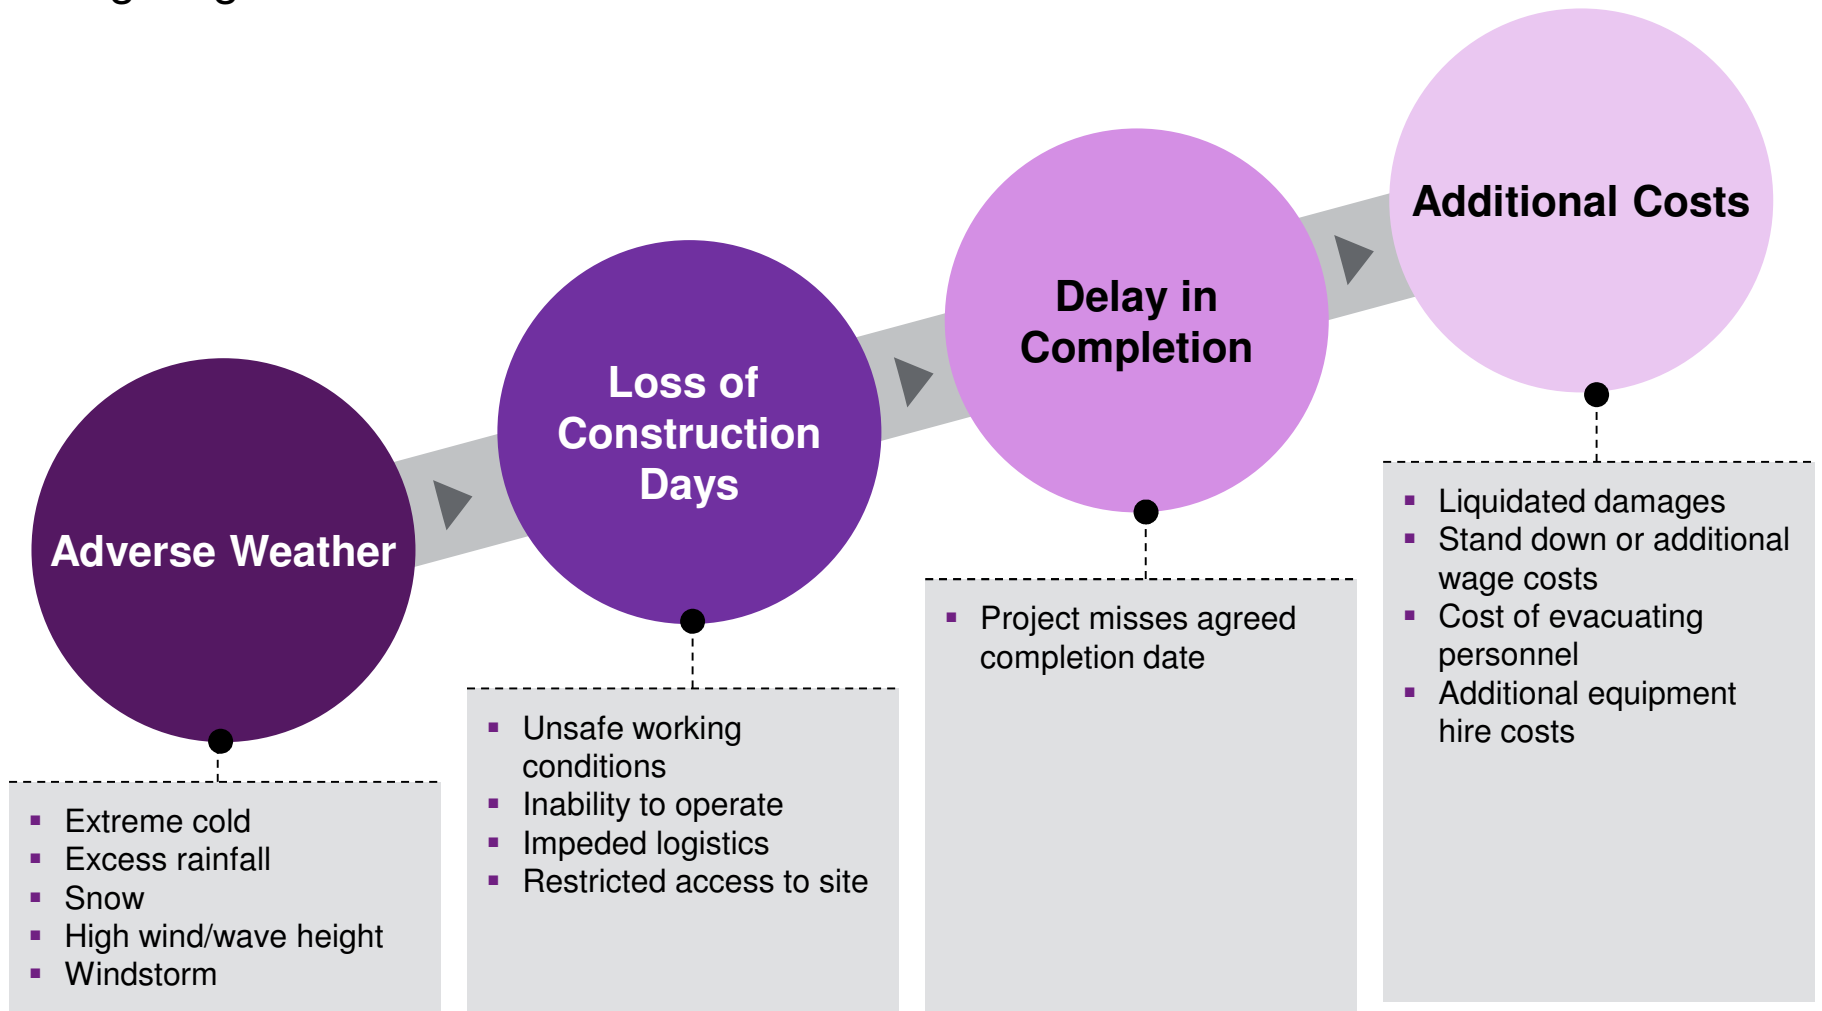 Adverse Weather
▪ Extreme cold
▪ Excess rainfall
▪ Snow
▪ High wind/wave height
▪ Windstorm
Loss of
Construction
Days
▪ Unsafe working
conditions
▪ Inability to operate
▪ Impeded logistics
▪ Restricted access to site
Delay in
Completion
▪ Project misses agreed
completion date
Additional Costs
▪ Liquidated damages
▪ Stand down or additional
wage costs
▪ Cost of evacuating
personnel
▪ Additional equipment
hire costs